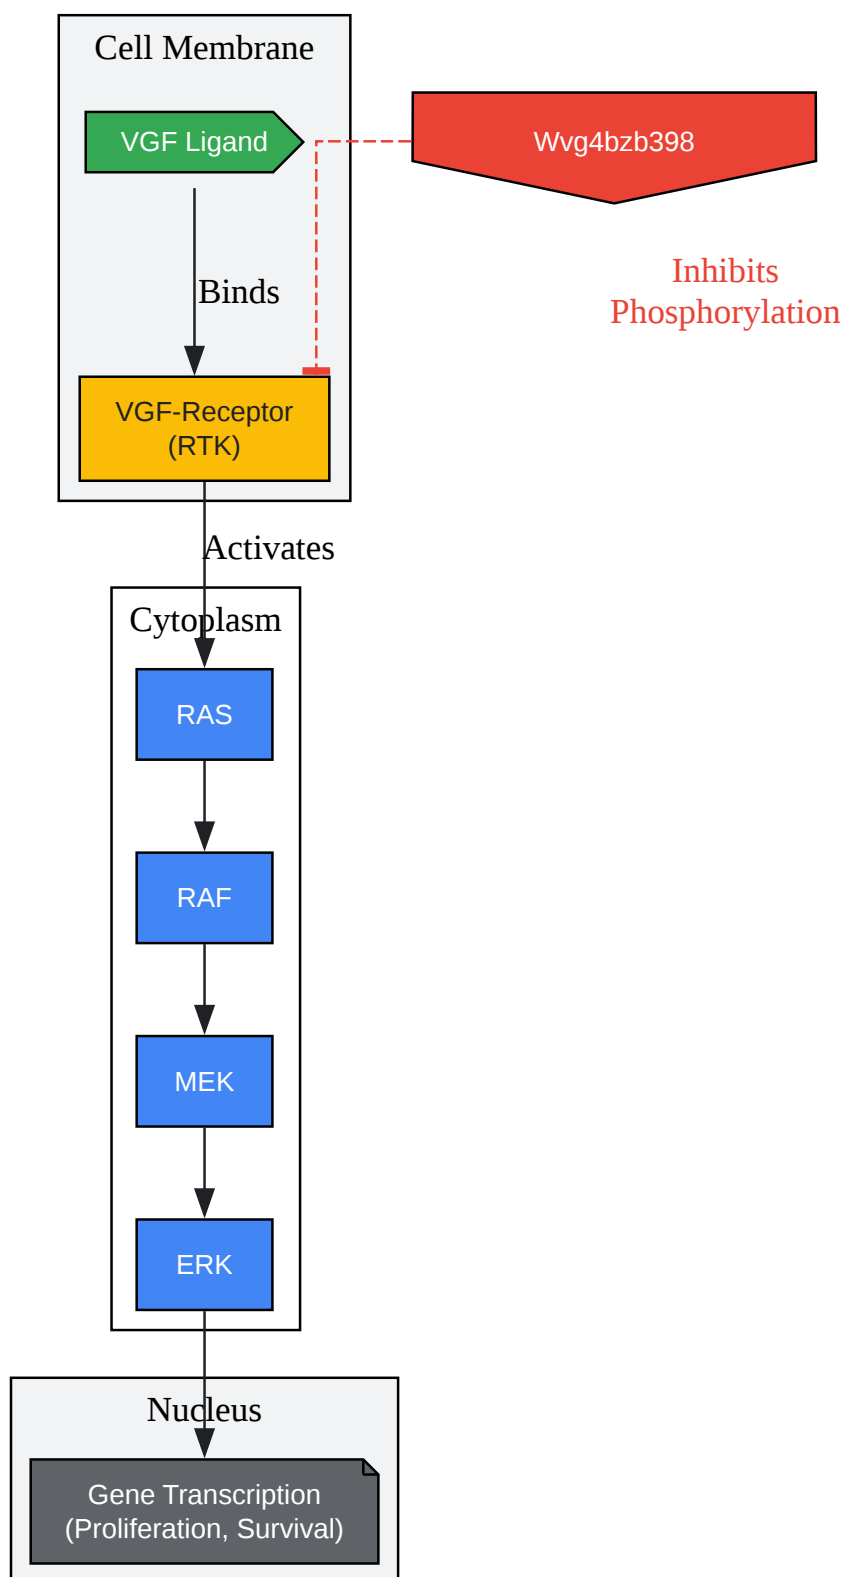 Cell Membrane
VGF Ligand
Wvg4bzb398
Inhibits
Phosphorylation
Binds
VGF-Receptor
(RTK)
Activates
Cytoplasm
RAS
RAF
MEK
ERK
Nucleus
Gene Transcription
(Proliferation, Survival)